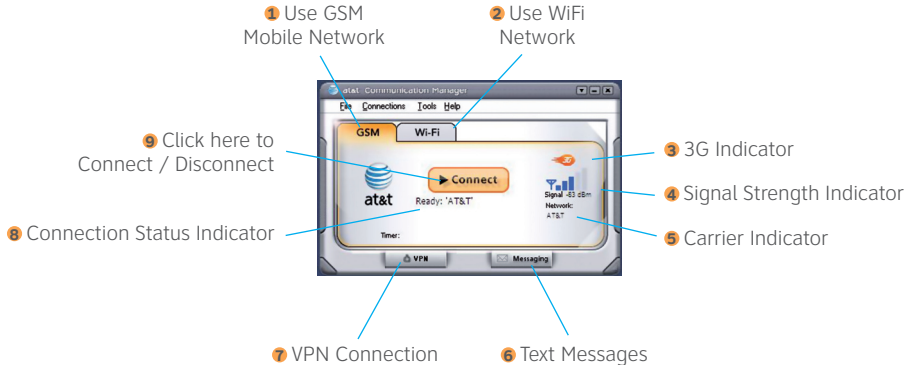 1 Use GSM
Mobile Network
2 Use WiFi
Network
at&t Communication Manager
File Connections Tools Help
GSM Wi-Fi
9 Click here to
Connect / Disconnect
3G
3 3G Indicator
Connect
at&t
Signal -83 dBm
4 Signal Strength Indicator
Ready: 'AT&T'
Network:
AT&T
8 Connection Status Indicator
5 Carrier Indicator
Timer:
VPN Messaging
7 VPN Connection
6 Text Messages